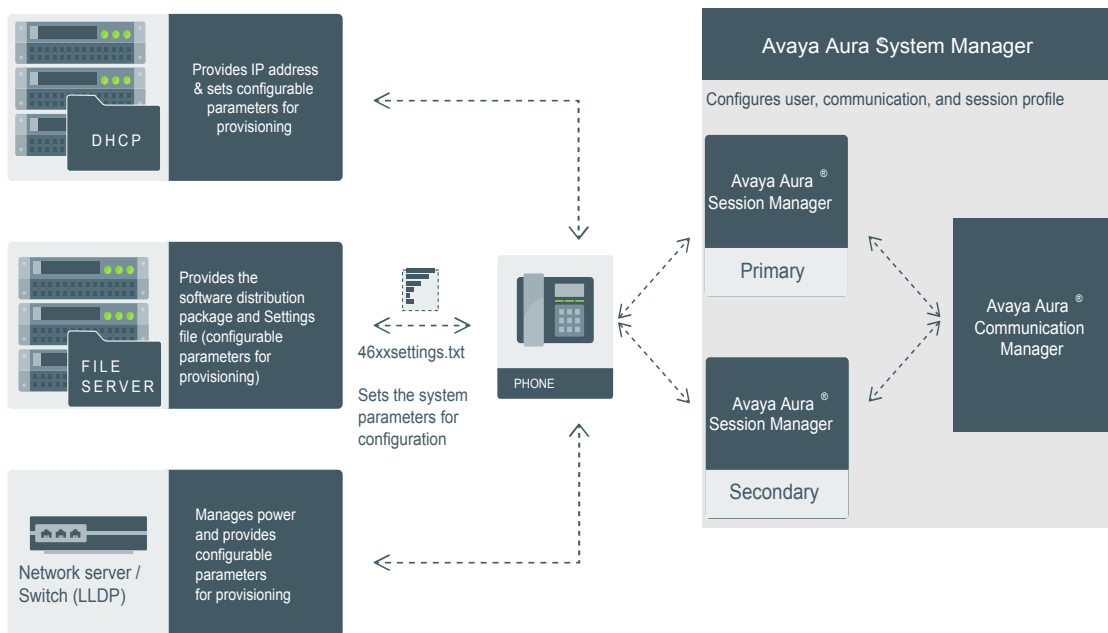 DHCP
Provides IP address
& sets configurable
parameters for
provisioning
FILE
SERVER
Provides the
software distribution
package and Settings
file (configurable
parameters for
provisioning)
46xxsettings.txt
Sets the system
parameters for
configuration
Network server /
Switch (LLDP)
Manages power
and provides
configurable
parameters
for provisioning
PHONE
Avaya Aura® System Manager
Configures user, communication, and session profile
Avaya Aura ®
Session Manager
Primary
Avaya Aura ®
Session Manager
Secondary
Avaya Aura ®
Communication
Manager